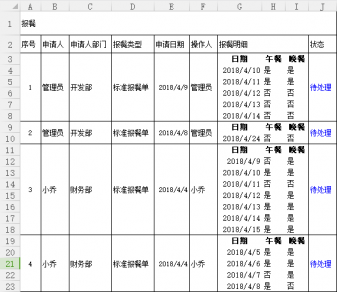 A B C D E F G H I J
1 报餐
2 序号 申请人 申请人部门 报餐类型 申请日期 操作人 报餐明细 状态
3 日期 午餐 晚餐
4 2018/4/10 是 是
5 2018/4/11 是 否
6 1 管理员 开发部 标准报餐单 2018/4/9 管理员 2018/4/12 否 否 待处理
7 2018/4/13 否 否
8 2018/4/14 否 否
9 日期 午餐 晚餐
10 2 管理员 开发部 标准报餐单 2018/4/8 管理员 2018/4/24 否 否 待处理
11 日期 午餐 晚餐
12 2018/4/9 否 是
13 2018/4/10 是 是
14 2018/4/11 否 否
15 3 小乔 财务部 标准报餐单 2018/4/4 小乔 2018/4/12 否 是 待处理
16 2018/4/13 是 是
17 2018/4/14 是 是
18 2018/4/15 是 是
19 日期 午餐 晚餐
20 2018/4/5 是 是
21 4 小乔 财务部 标准报餐单 2018/4/4 小乔 2018/4/6 是 是 待处理
22 2018/4/7 否 否
23 2018/4/8 是 否